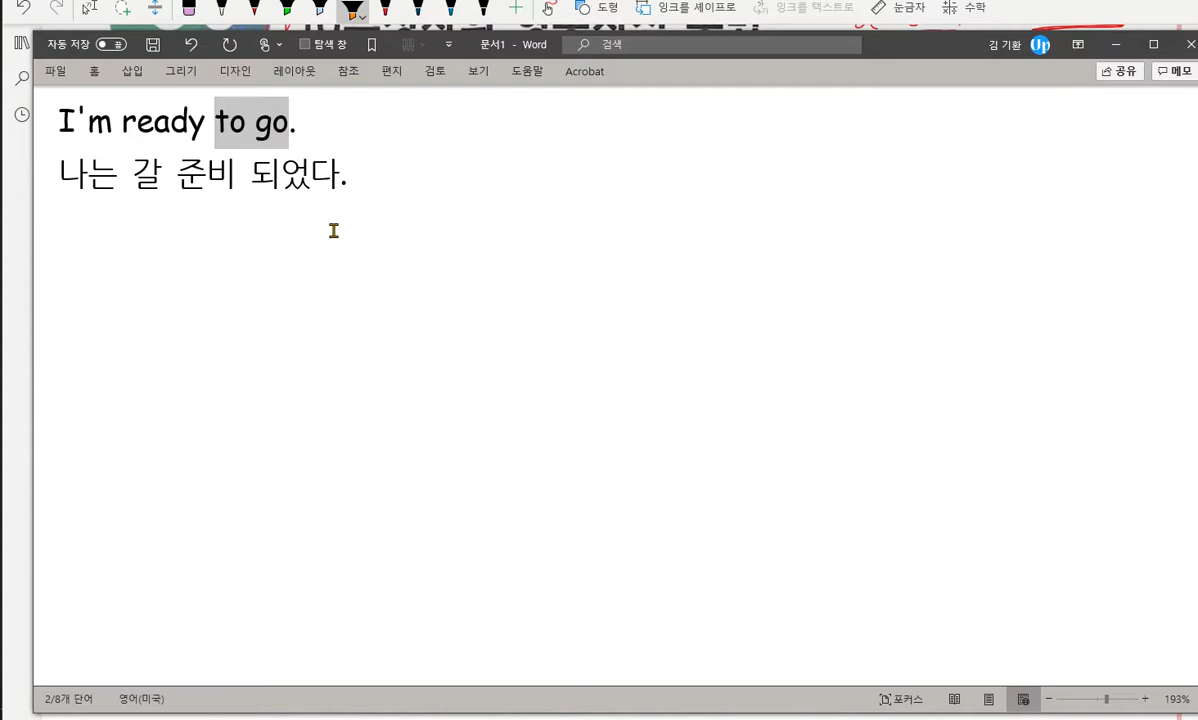 도형 잉크를 셰이프로 잉크를 텍스트로 눈금자 수학
자동 저장 탐색 창 문서1 - Word 검색 김 기환 Up
파일 홈 삽입 그리기 디자인 레이아웃 참조 편지 검토 보기 도움말 Acrobat 공유 메모
I'm ready to go.
나는 갈 준비 되었다.
2/8개 단어 영어(미국) 포커스 193%